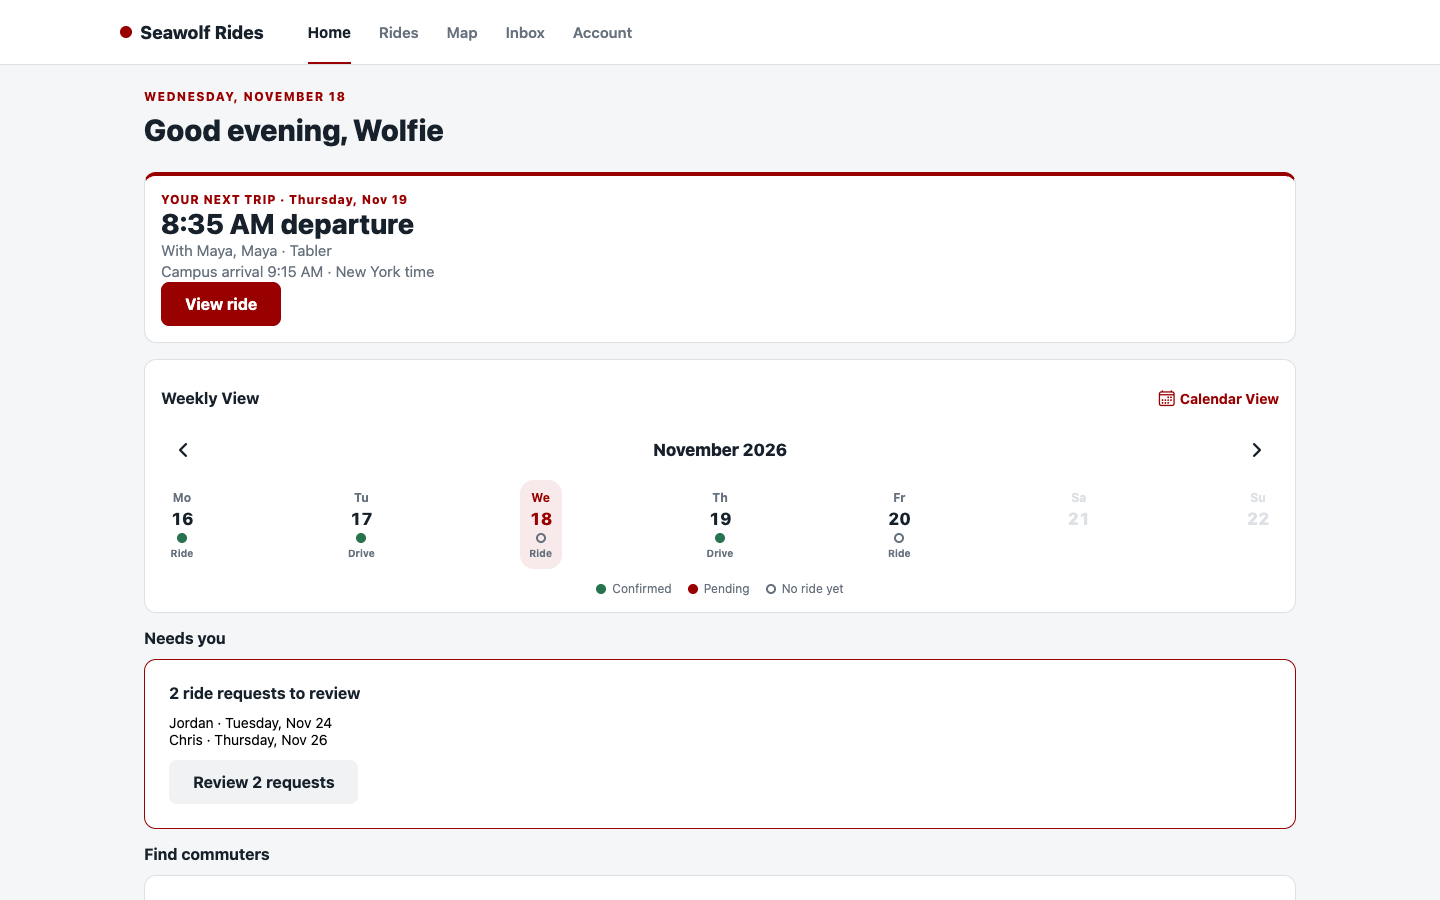 Seawolf Rides Home Rides Map Inbox Account
WEDNESDAY, NOVEMBER 18
Good evening, Wolfie
YOUR NEXT TRIP · Thursday, Nov 19
8:35 AM departure
With Maya, Maya · Tabler
Campus arrival 9:15 AM · New York time
View ride
Weekly View
Calendar View
November 2026
Mo Tu We Th Fr Sa Su
16 17 18 19 20 21 22
Ride Drive Ride Drive Ride
Confirmed Pending No ride yet
Needs you
2 ride requests to review
Jordan · Tuesday, Nov 24
Chris · Thursday, Nov 26
Review 2 requests
Find commuters